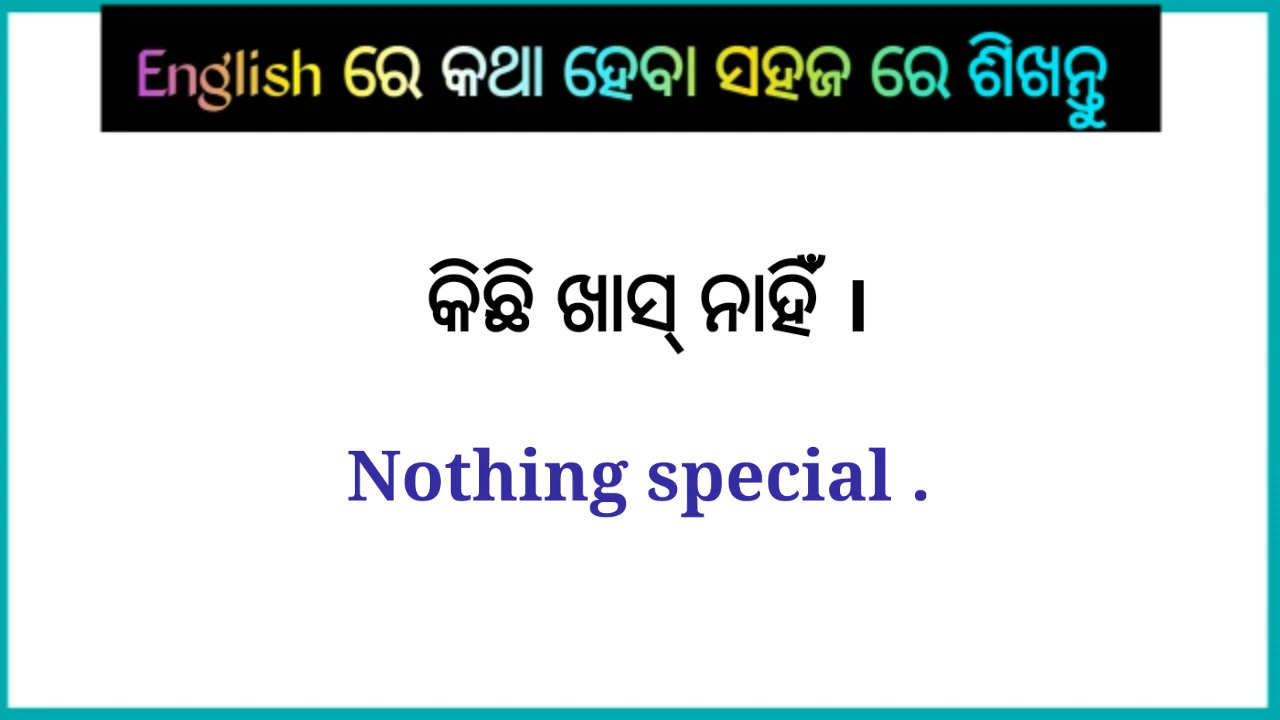 English ରେ କଥା ହେବା ସହଜ ରେ ଶିଖନ୍ତୁ
କିଛି ଖାସ୍ ନାହିଁ ।
Nothing special .